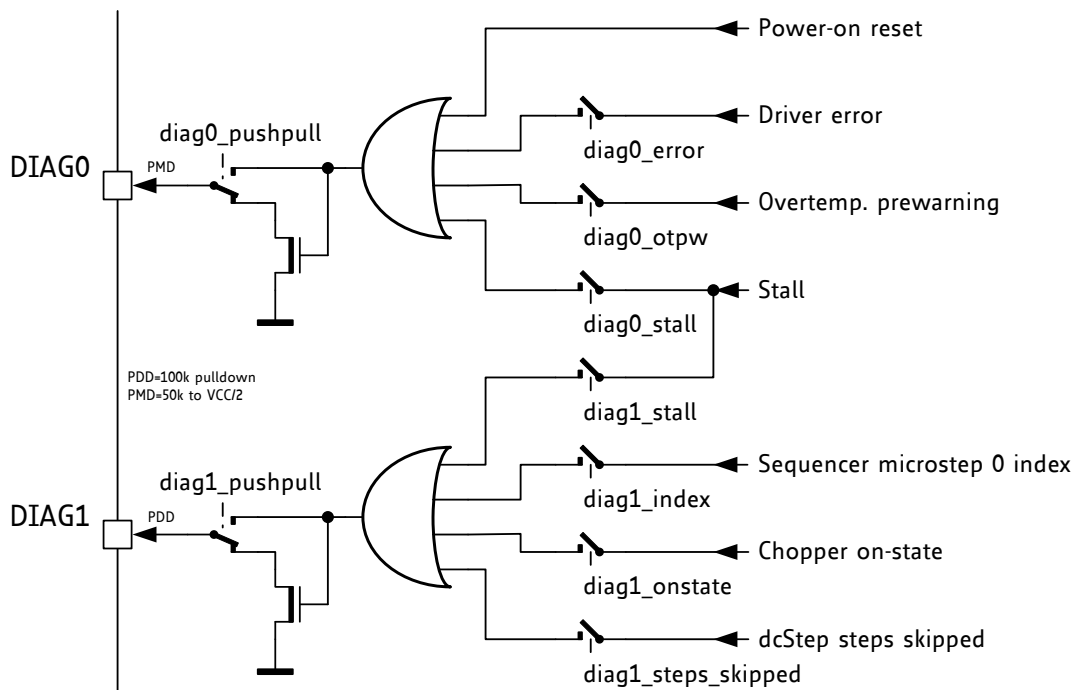 Power-on reset
Driver error
diag0_pushpull
diag0_error
DIAG0
PMD
Overtemp. prewarning
diag0_otpw
Stall
diag0_stall
PDD=100k pulldown
PMD=50k to VCC/2
diag1_stall
Sequencer microstep 0 index
diag1_pushpull
diag1_index
DIAG1
PDD
Chopper on-state
diag1_onstate
dcStep steps skipped
diag1_steps_skipped